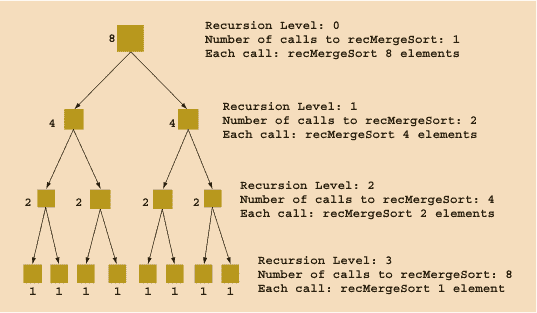 8
Recursion Level: 0
Number of calls to recMergeSort: 1
Each call: recMergeSort 8 elements
4
4
Recursion Level: 1
Number of calls to recMergeSort: 2
Each call: recMergeSort 4 elements
2
2
2
2
Recursion Level: 2
Number of calls to recMergeSort: 4
Each call: recMergeSort 2 elements
Recursion Level: 3
Number of calls to recMergeSort: 8
Each call: recMergeSort 1 element
1 1 1 1 1 1 1 1